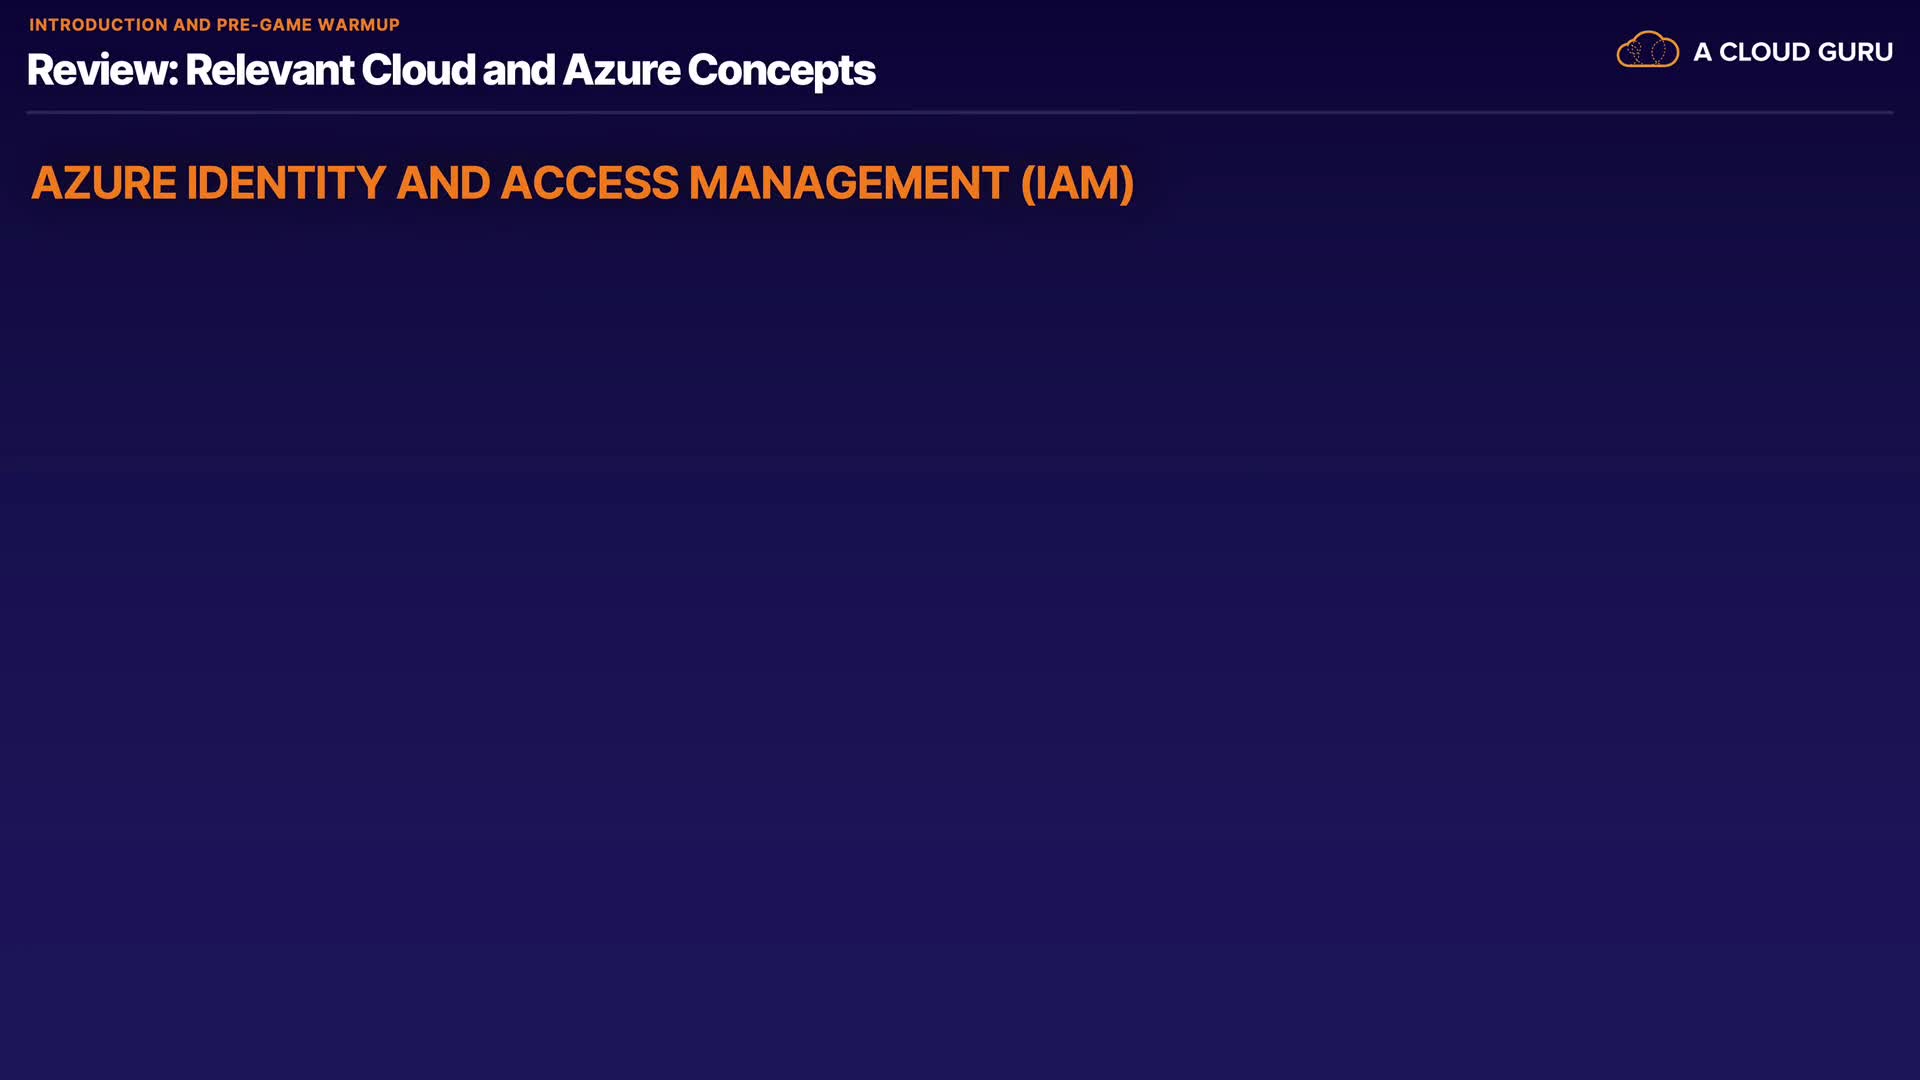 INTRODUCTION AND PRE-GAME WARMUP
Review: Relevant Cloud and Azure Concepts
A CLOUD GURU
AZURE IDENTITY AND ACCESS MANAGEMENT (IAM)